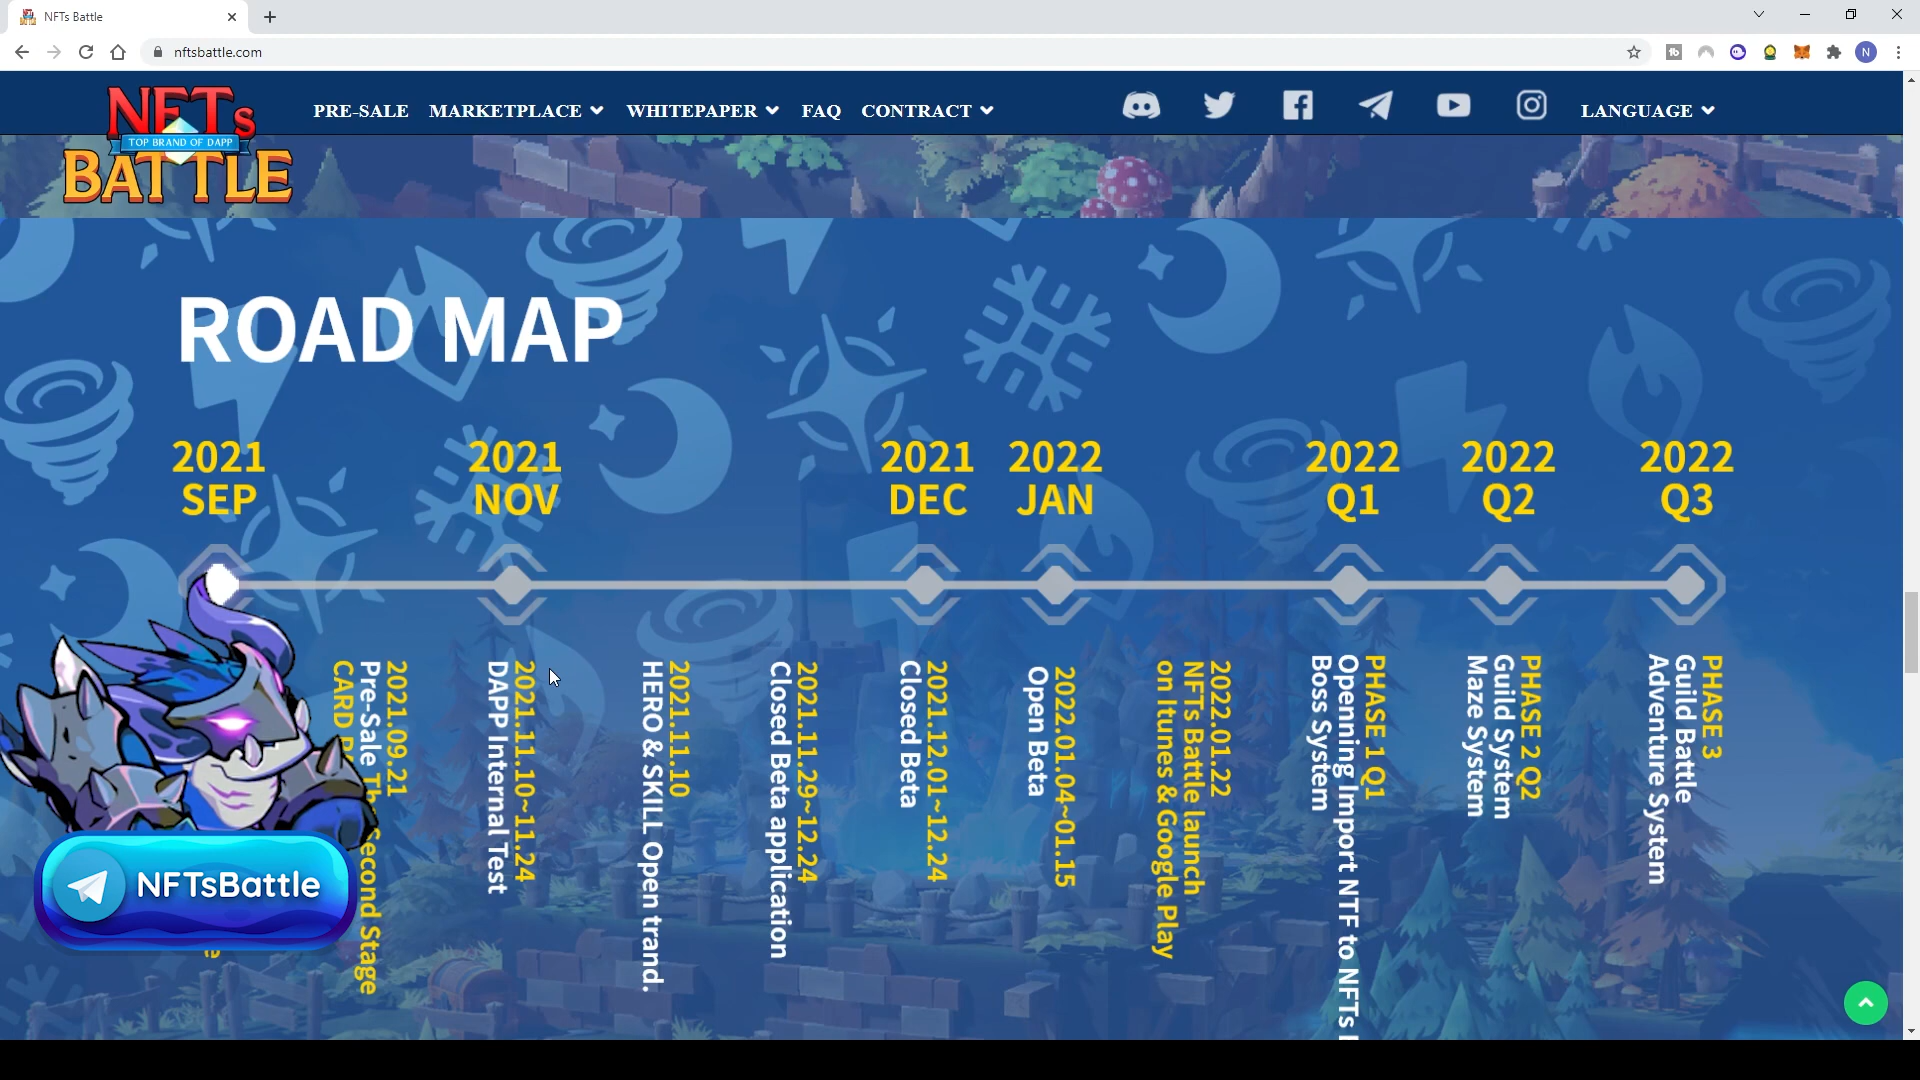 NFTs Battle
nftsbattle.com
N
NFTs
TOP BRAND OF DAPP
BATTLE
PRE-SALE
MARKETPLACE
WHITEPAPER
FAQ
CONTRACT
LANGUAGE
ROAD MAP
2021
SEP
2021
NOV
2021
DEC
2022
JAN
2022
Q1
2022
Q2
2022
Q3
2021.09.21
Pre-Sale The Second Stage
CARD
2021.11.10~11.24
DAPP Internal Test
2021.11.10
HERO & SKILL Open trand.
2021.11.29~12.24
Closed Beta application
2021.12.01~12.24
Closed Beta
2022.01.04~01.15
Open Beta
2022.01.22
NFTs Battle launch
on Itunes & Google Play
PHASE 1 Q1
Openning Import NTF to NFTs
Boss System
PHASE 2 Q2
Guild System
Maze System
PHASE 3
Guild Battle
Adventure System
NFTsBattle